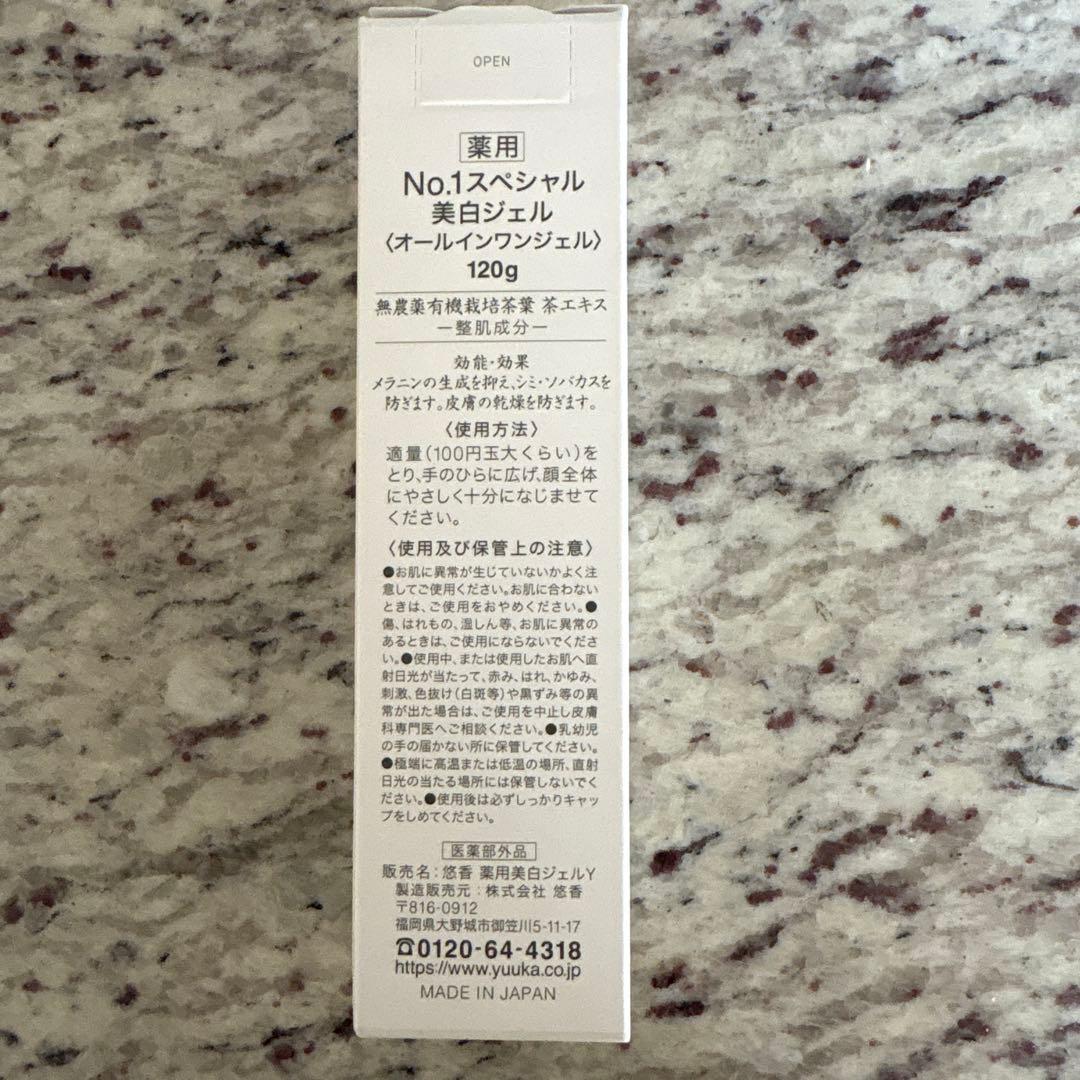 OPEN
薬用
No.1スペシャル
美白ジェル
〈オールインワンジェル〉
120g
無農薬有機栽培茶葉 茶エキス
ー整肌成分ー
効能・効果
メラニンの生成を抑え、シミ・ソバカスを
防ぎます。皮膚の乾燥を防ぎます。
〈使用方法〉
適量（100円玉大くらい）を
とり、手のひらに広げ、顔全体
にやさしく十分になじませて
ください。
〈使用及び保管上の注意〉
●お肌に異常が生じていないかよく注
意してご使用ください。お肌に合わない
ときは、ご使用をおやめください。●
傷、はれもの、湿しん等、お肌に異常の
あるときは、ご使用にならないでくださ
い。●使用中、または使用したお肌へ直
射日光が当たって、赤み、はれ、かゆみ、
刺激、色抜け（白斑等）や黒ずみ等の異
常が出た場合は、ご使用を中止し皮膚
科専門医へご相談ください。●乳幼児
の手の届かない所に保管してください。
●極端に高温または低温の場所、直射
日光の当たる場所には保管しないでく
ださい。●使用後は必ずしっかりキャッ
プをしめてください。
医薬部外品
販売名：悠香 薬用美白ジェルY
製造販売元：株式会社 悠香
〒816-0912
福岡県大野城市御笠川5-11-17
☎0120-64-4318
https://www.yuuka.co.jp
MADE IN JAPAN